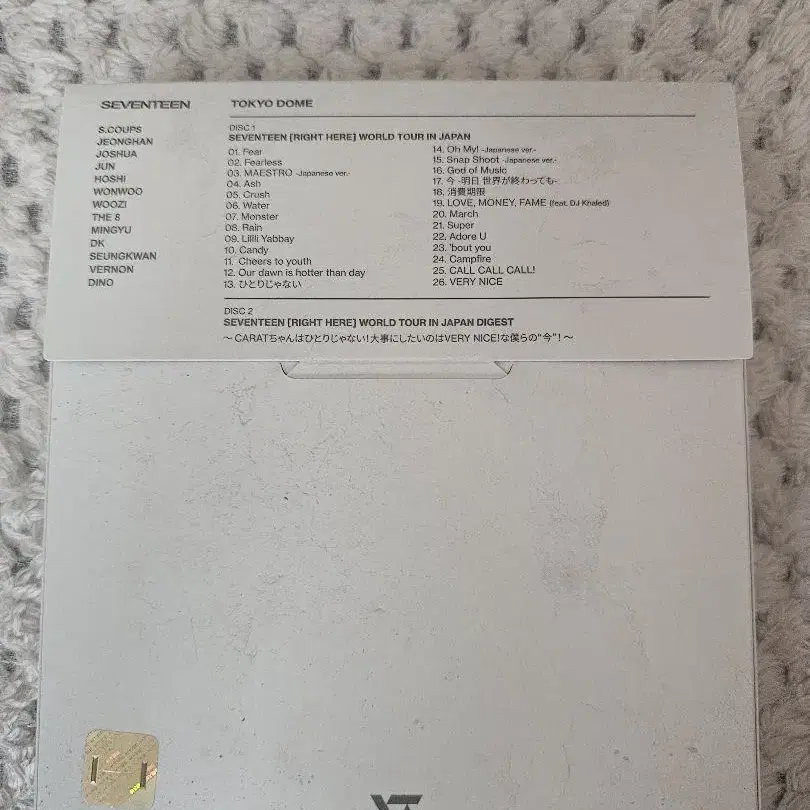 SEVENTEEN
S.COUPS
JEONGHAN
JOSHUA
JUN
HOSHI
WONWOO
WOOZI
THE 8
MINGYU
DK
SEUNGKWAN
VERNON
DINO
TOKYO DOME
DISC 1
SEVENTEEN [RIGHT HERE] WORLD TOUR IN JAPAN
01. Fear
02. Fearless
03. MAESTRO -Japanese ver.-
04. Ash
05. Crush
06. Water
07. Monster
08. Rain
09. Lilili Yabbay
10. Candy
11. Cheers to youth
12. Our dawn is hotter than day
13. ひとりじゃない
14. Oh My! -Japanese ver.-
15. Snap Shoot -Japanese ver.-
16. God of Music
17. 今 -明日 世界が終わっても-
18. 消費期限
19. LOVE, MONEY, FAME (feat. DJ Khaled)
20. March
21. Super
22. Adore U
23. 'bout you
24. Campfire
25. CALL CALL CALL!
26. VERY NICE
DISC 2
SEVENTEEN [RIGHT HERE] WORLD TOUR IN JAPAN DIGEST
～CARATちゃんはひとりじゃない!大事にしたいのはVERY NICE!な僕らの"今"!～